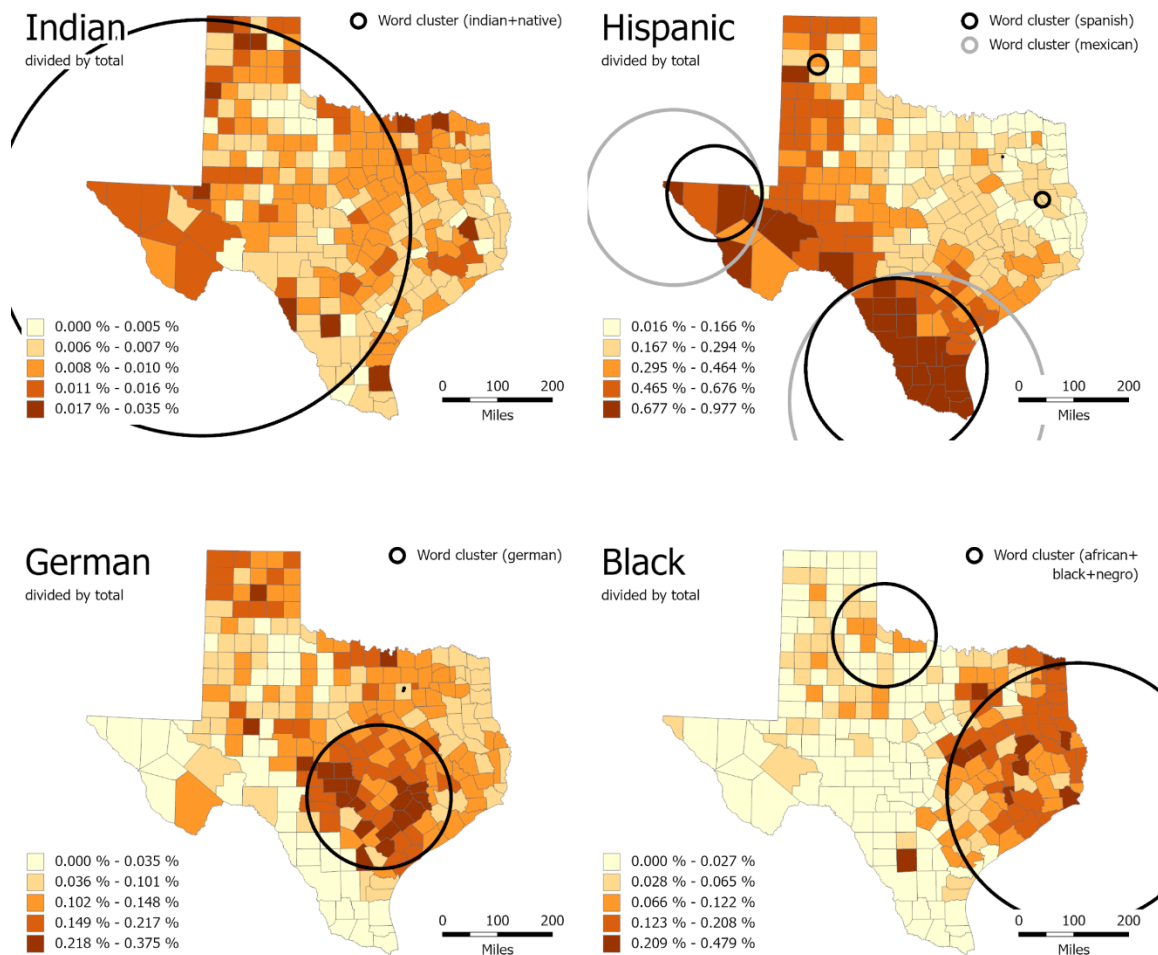 Indian
divided by total
Word cluster (indian+native)
0.000 % - 0.005 %
0.006 % - 0.007 %
0.008 % - 0.010 %
0.011 % - 0.016 %
0.017 % - 0.035 %
0 100 200
Miles
Hispanic
divided by total
Word cluster (spanish)
Word cluster (mexican)
0.016 % - 0.166 %
0.167 % - 0.294 %
0.295 % - 0.464 %
0.465 % - 0.676 %
0.677 % - 0.977 %
0 100 200
Miles
German
divided by total
Word cluster (german)
0.000 % - 0.035 %
0.036 % - 0.101 %
0.102 % - 0.148 %
0.149 % - 0.217 %
0.218 % - 0.375 %
0 100 200
Miles
Black
divided by total
Word cluster (african+
black+negro)
0.000 % - 0.027 %
0.028 % - 0.065 %
0.066 % - 0.122 %
0.123 % - 0.208 %
0.209 % - 0.479 %
0 100 200
Miles